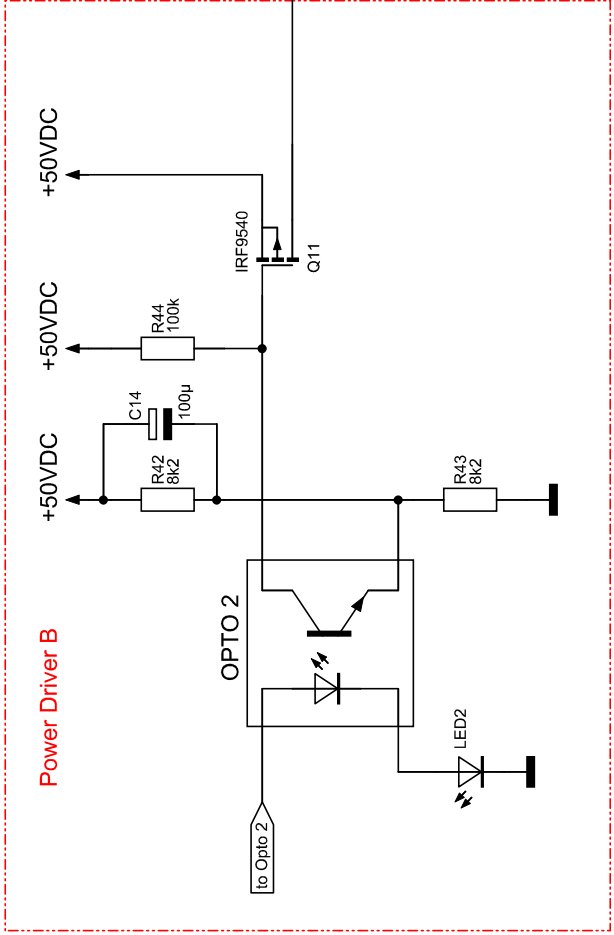 Power Driver B
+50VDC
+50VDC
+50VDC
C14
100µ
R42
8k2
R44
100k
IRF9540
Q11
R43
8k2
OPTO 2
LED2
to Opto 2